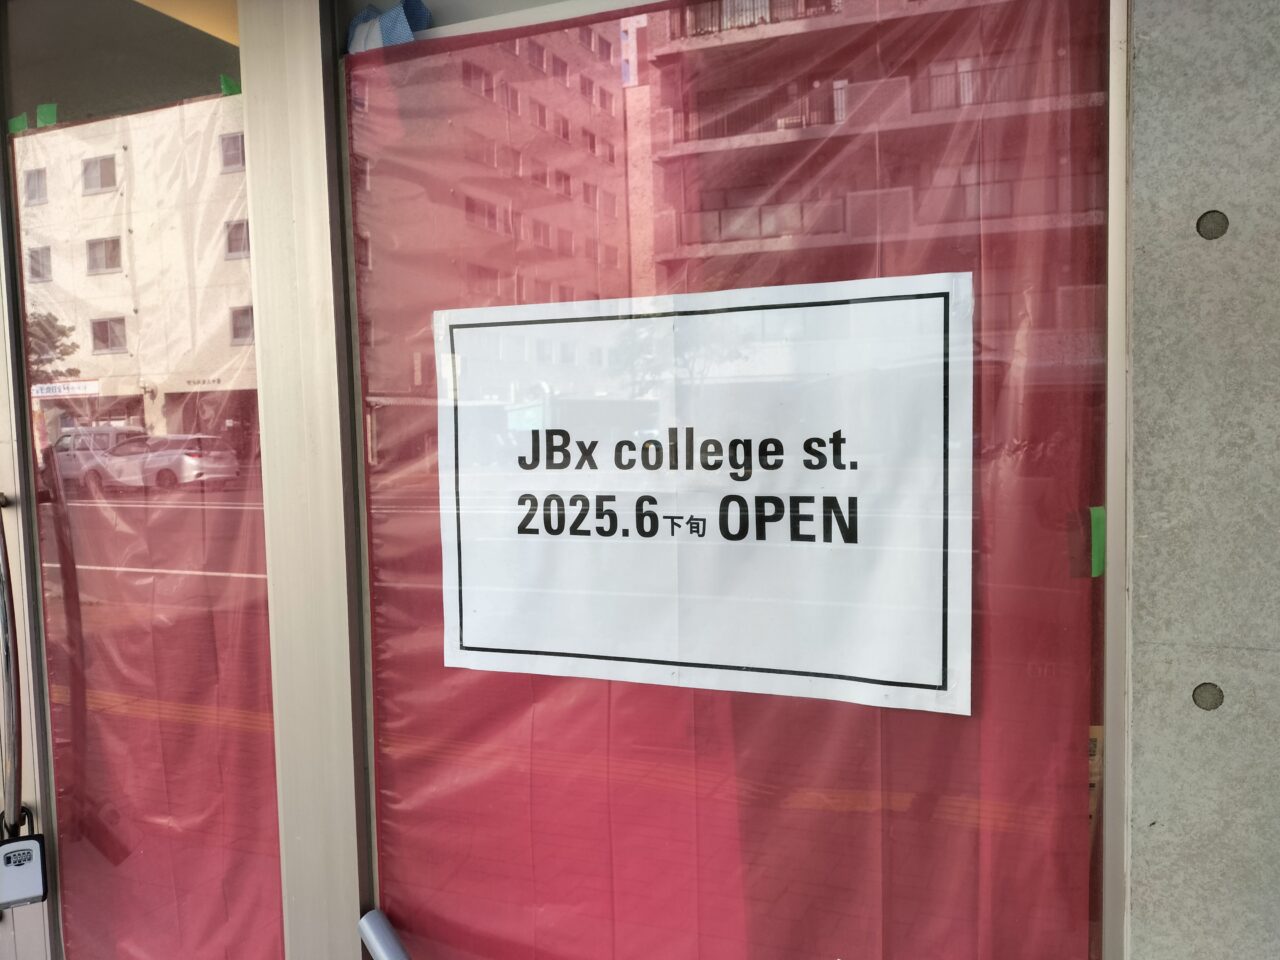 JBx college st.
2025.6下旬 OPEN